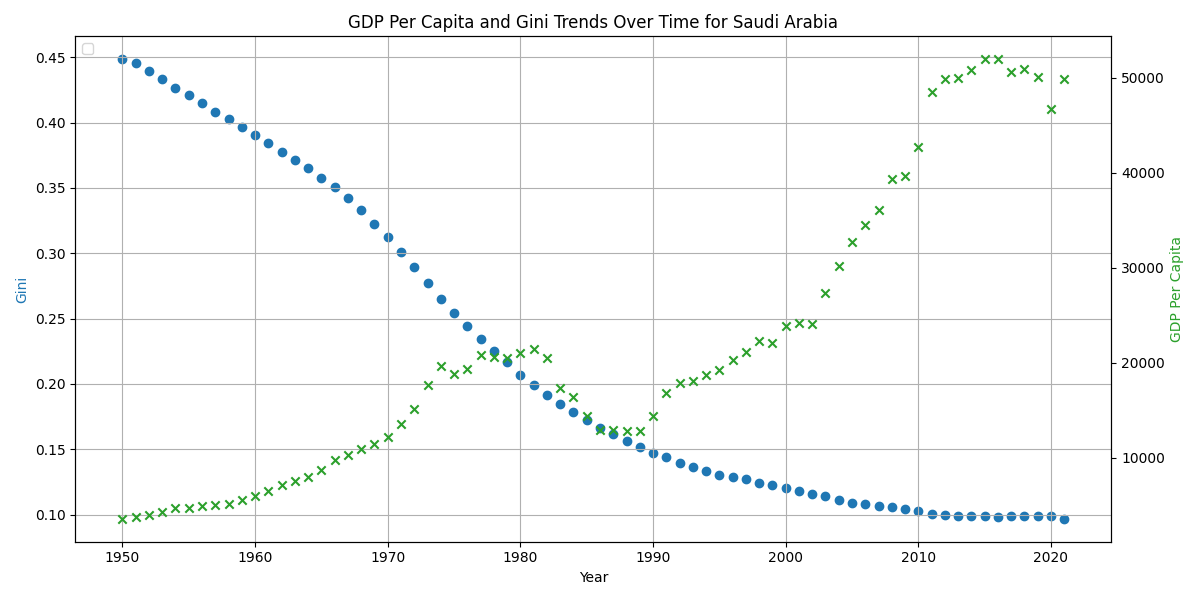 GDP Per Capita and Gini Trends Over Time for Saudi Arabia
0.45
0.40
0.35
0.30
0.25
0.20
0.15
0.10
Gini
50000
40000
30000
20000
10000
GDP Per Capita
1950 1960 1970 1980 1990 2000 2010 2020
Year